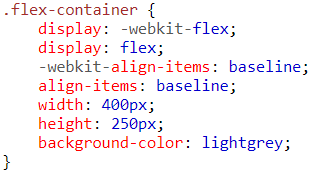 .flex-container {
    display: -webkit-flex;
    display: flex;
    -webkit-align-items: baseline;
    align-items: baseline;
    width: 400px;
    height: 250px;
    background-color: lightgrey;
}